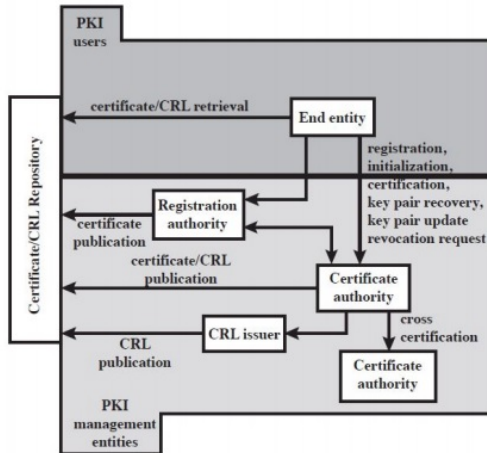 PKI
users
certificate/CRL retrieval
End entity
Certificate/CRL Repository
registration,
initialization,
certification,
key pair recovery,
key pair update
revocation request
Registration
authority
certificate
publication
certificate/CRL
publication
Certificate
authority
CRL issuer
CRL
publication
cross
certification
Certificate
authority
PKI
management
entities